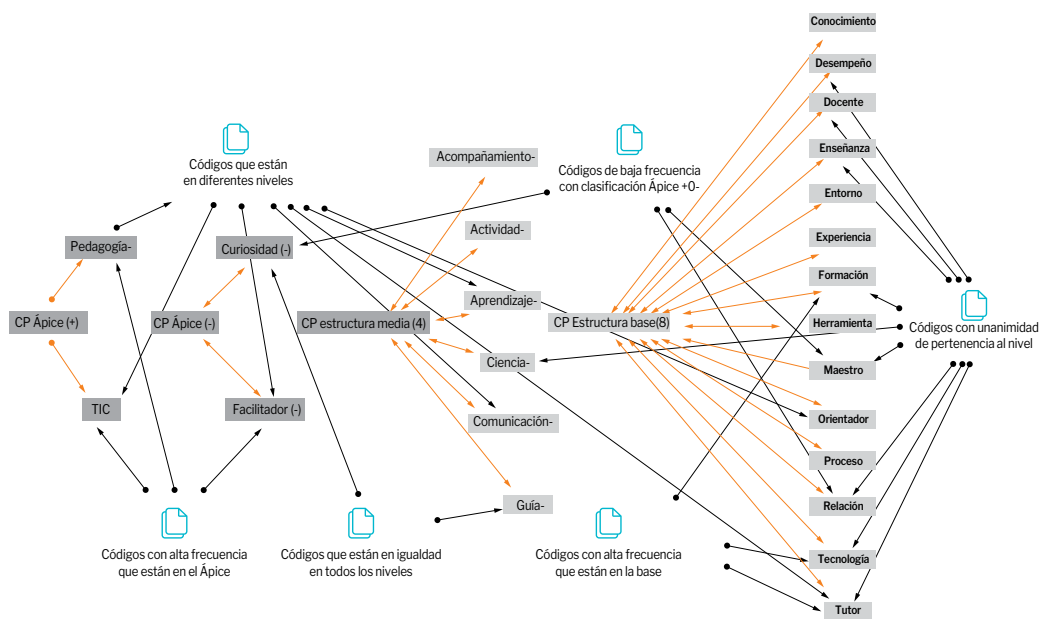 Conocimiento
Desempeño
Docente
Enseñanza
Entorno
Experiencia
Formación
Herramienta
Maestro
Orientador
Proceso
Relación
Tecnología
Tutor
Códigos que están
en diferentes niveles
Acompañamiento-
Códigos de baja frecuencia
con clasificación Ápice +0-
Pedagogía-
Curiosidad (-)
Actividad-
Aprendizaje-
CP Ápice (+)
CP Ápice (-)
CP estructura media (4)
CP Estructura base(8)
Códigos con unanimidad
de pertenencia al nivel
Ciencia-
TIC
Facilitador (-)
Comunicación-
Guía-
Códigos con alta frecuencia
que están en el Ápice
Códigos que están en igualdad
en todos los niveles
Códigos con alta frecuencia
que están en la base